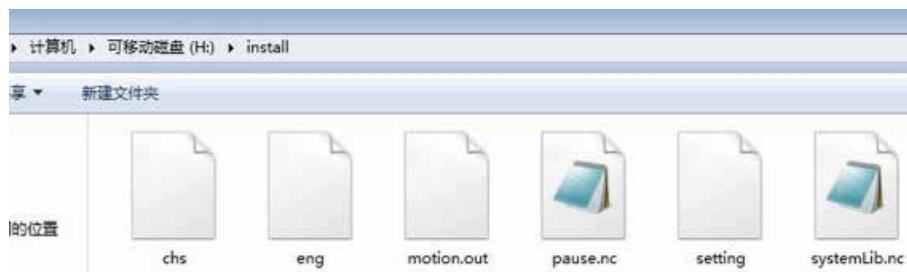 计算机 可移动磁盘 (H:) install
享 新建文件夹
的位置
chs eng motion.out pause.nc setting systemLib.nc